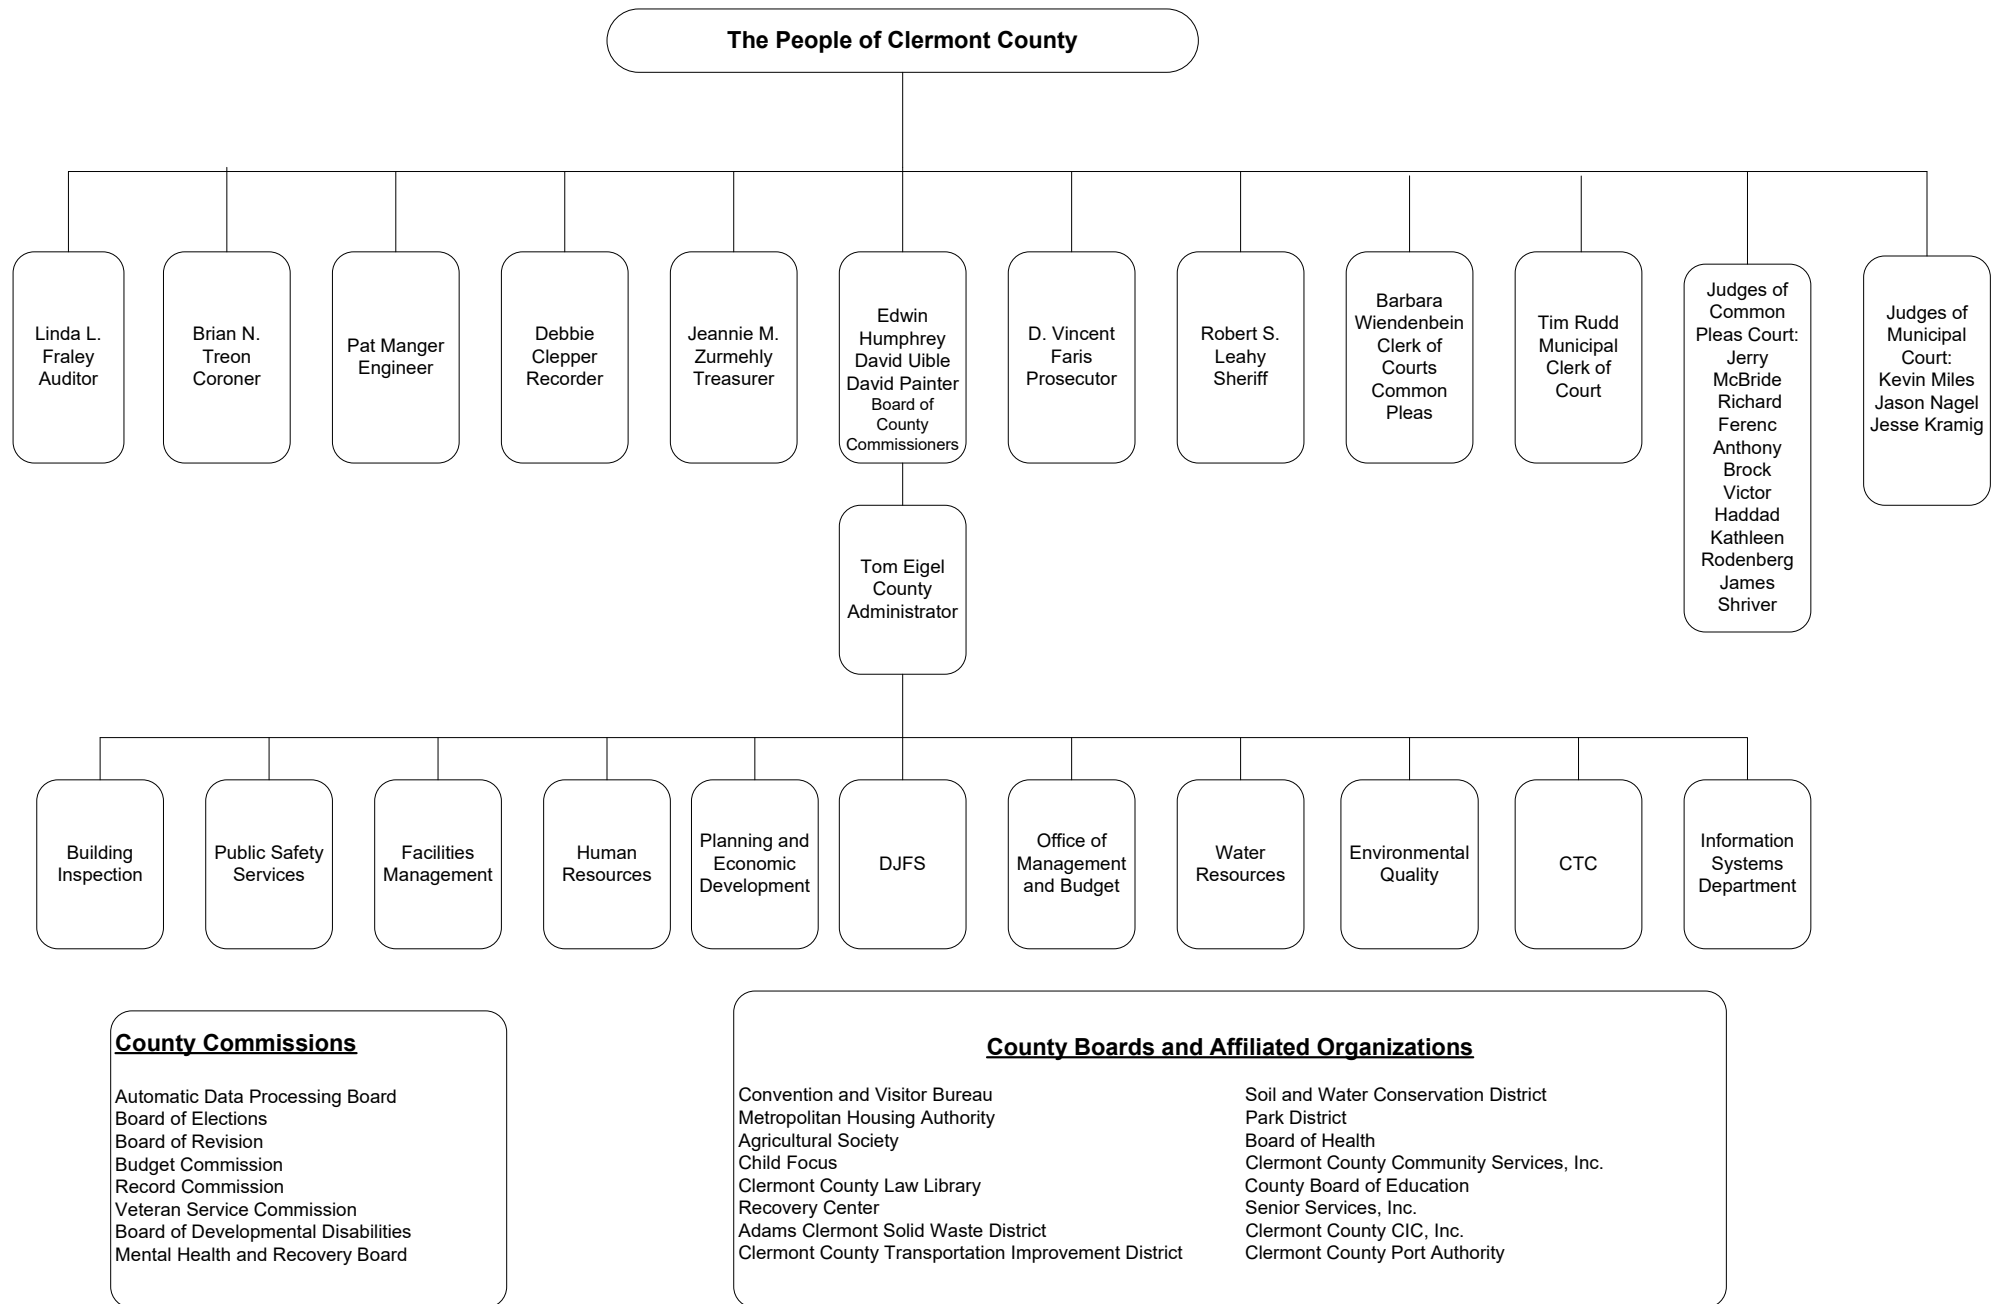 The People of Clermont County
Linda L.
Fraley
Auditor
Brian N.
Treon
Coroner
Pat Manger
Engineer
Debbie
Clepper
Recorder
Jeannie M.
Zurmehly
Treasurer
Edwin
Humphrey
David Uible
David Painter
Board of
County
Commissioners
D. Vincent
Faris
Prosecutor
Robert S.
Leahy
Sheriff
Barbara
Wiendenbein
Clerk of
Courts
Common
Pleas
Tim Rudd
Municipal
Clerk of
Court
Judges of
Common
Pleas Court:
Jerry
McBride
Richard
Ferenc
Anthony
Brock
Victor
Haddad
Kathleen
Rodenberg
James
Shriver
Judges of
Municipal
Court:
Kevin Miles
Jason Nagel
Jesse Kramig
Tom Eigel
County
Administrator
Building
Inspection
Public Safety
Services
Facilities
Management
Human
Resources
Planning and
Economic
Development
DJFS
Office of
Management
and Budget
Water
Resources
Environmental
Quality
CTC
Information
Systems
Department
County Commissions
Automatic Data Processing Board
Board of Elections
Board of Revision
Budget Commission
Record Commission
Veteran Service Commission
Board of Developmental Disabilities
Mental Health and Recovery Board
County Boards and Affiliated Organizations
Convention and Visitor Bureau
Metropolitan Housing Authority
Agricultural Society
Child Focus
Clermont County Law Library
Recovery Center
Adams Clermont Solid Waste District
Clermont County Transportation Improvement District
Soil and Water Conservation District
Park District
Board of Health
Clermont County Community Services, Inc.
County Board of Education
Senior Services, Inc.
Clermont County CIC, Inc.
Clermont County Port Authority